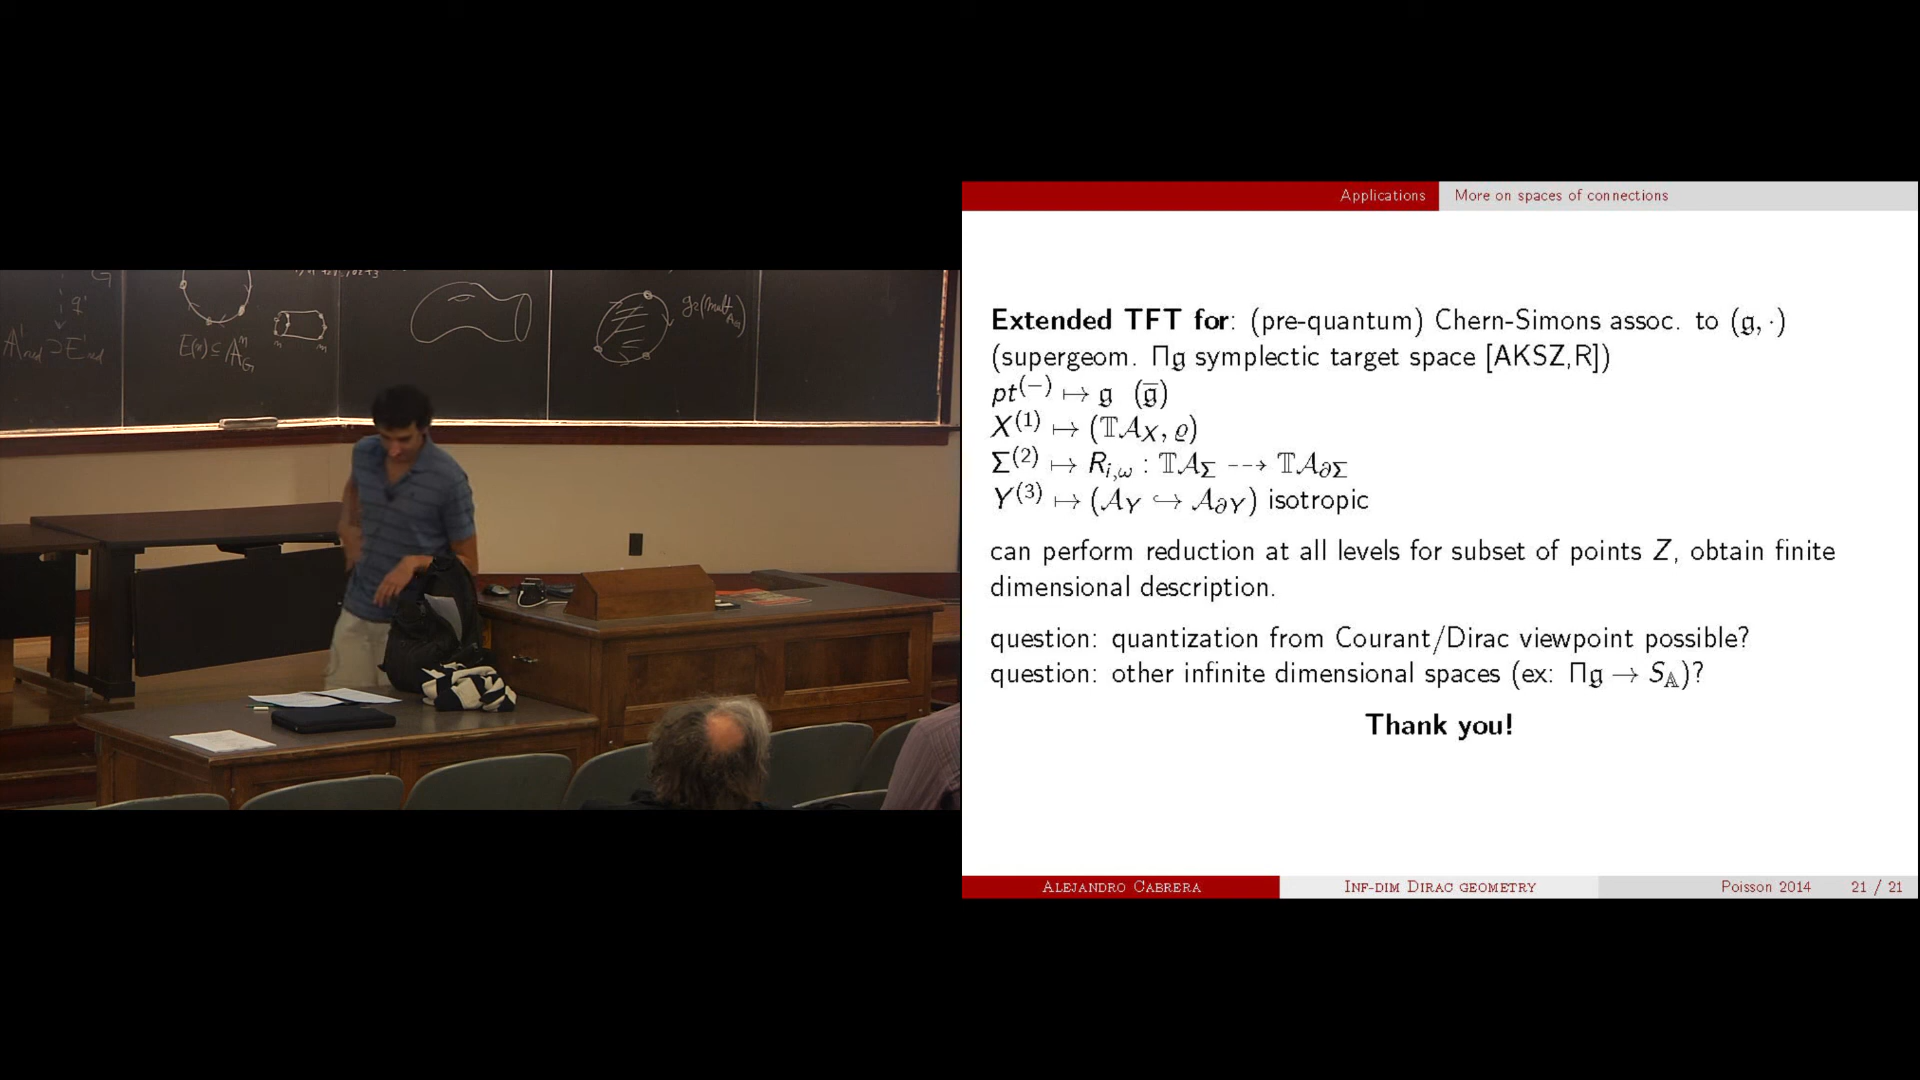 G
q'
E(n) ⊆ 𝔸ⁿ_G
Applications More on spaces of connections
Extended TFT for: (pre-quantum) Chern-Simons assoc. to (𝔤, ·)
(supergeom. Π𝔤 symplectic target space [AKSZ,R])
pt⁽⁻⁾ ↦ 𝔤 (𝔤̅)
X⁽¹⁾ ↦ (𝕋𝒜_X, ϱ)
Σ⁽²⁾ ↦ R_{i,ω} : 𝕋𝒜_Σ ⇢ 𝕋𝒜_{∂Σ}
Y⁽³⁾ ↦ (𝒜_Y ↪ 𝒜_{∂Y}) isotropic
can perform reduction at all levels for subset of points Z, obtain finite
dimensional description.
question: quantization from Courant/Dirac viewpoint possible?
question: other infinite dimensional spaces (ex: Π𝔤 → S_𝔸)?
Thank you!
Alejandro Cabrera Inf-dim Dirac geometry Poisson 2014 21 / 21